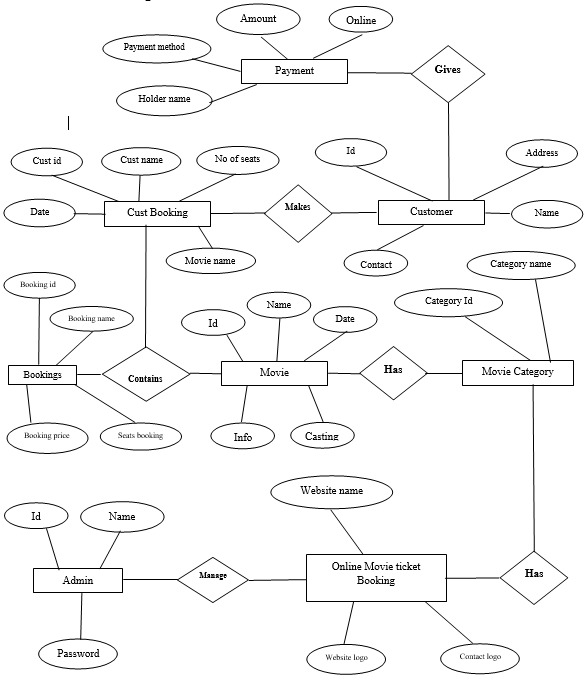 Amount
Online
Payment method
Payment
Gives
Holder name
Id
Address
Cust id
Cust name
No of seats
Date
Cust Booking
Makes
Customer
Name
Movie name
Contact
Category name
Booking id
Name
Category Id
Booking name
Id
Date
Bookings
Contains
Movie
Has
Movie Category
Booking price
Seats booking
Info
Casting
Website name
Id
Name
Online Movie ticket
Booking
Admin
Manage
Has
Password
Website logo
Contact logo